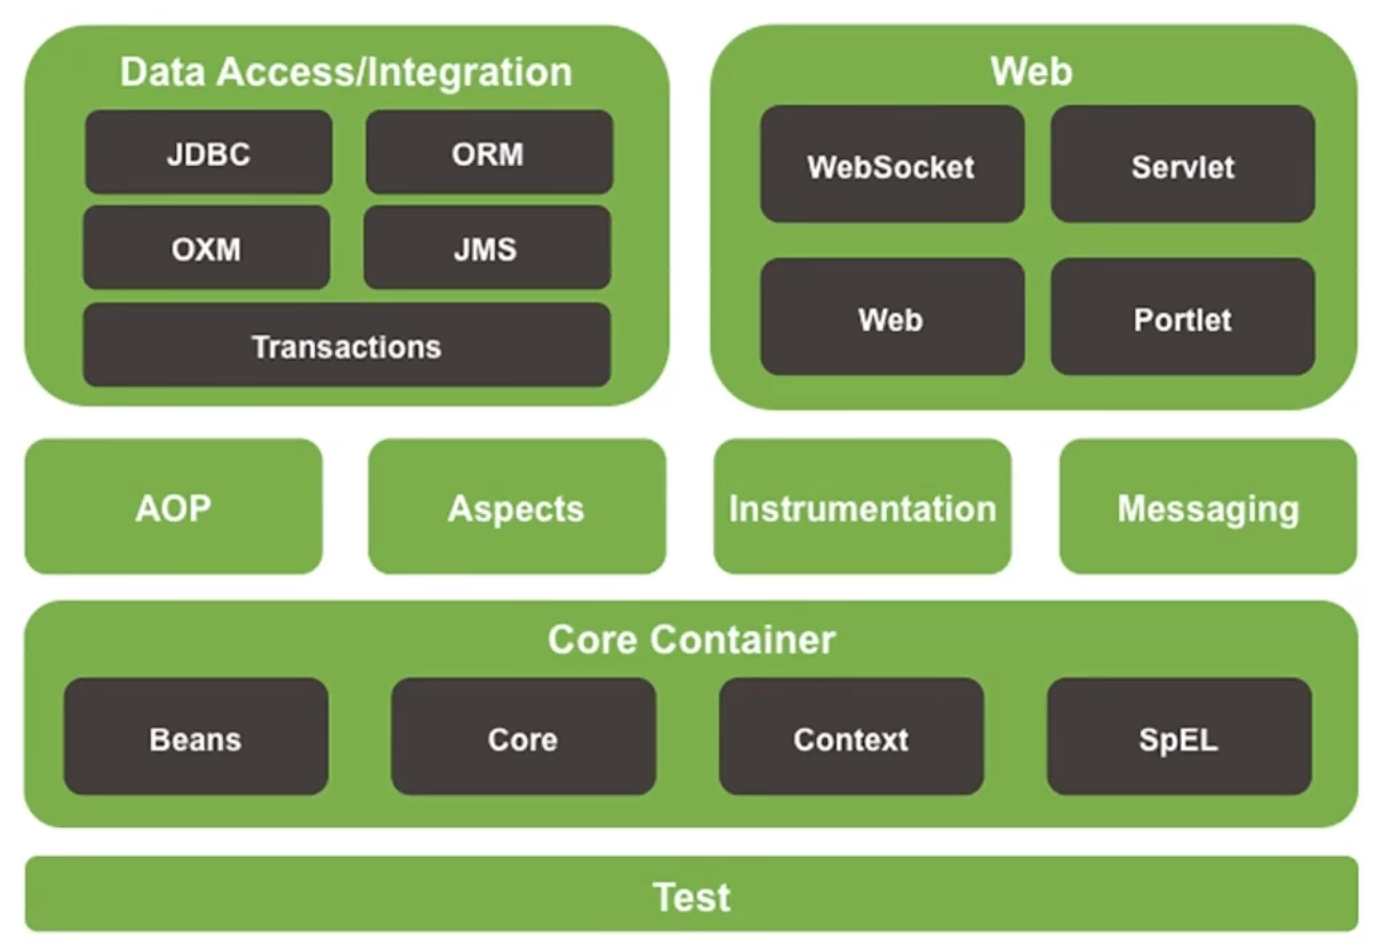 Data Access/Integration
JDBC
ORM
OXM
JMS
Transactions
Web
WebSocket
Servlet
Web
Portlet
AOP
Aspects
Instrumentation
Messaging
Core Container
Beans
Core
Context
SpEL
Test